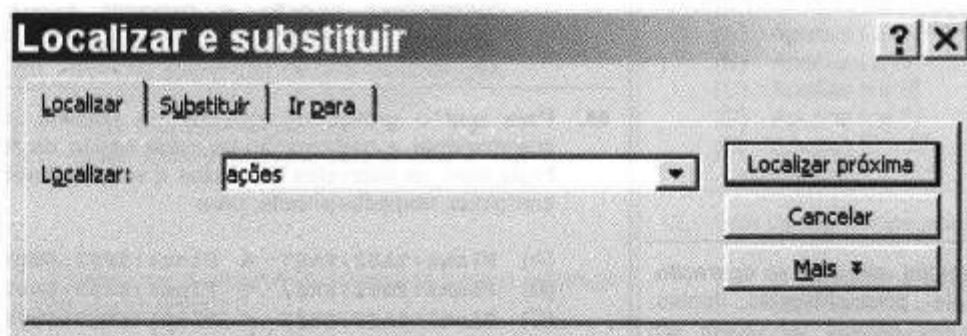 Localizar e substituir ? ×
Localizar Substituir Ir para
Localizar: ações Localizar próxima
Cancelar
Mais